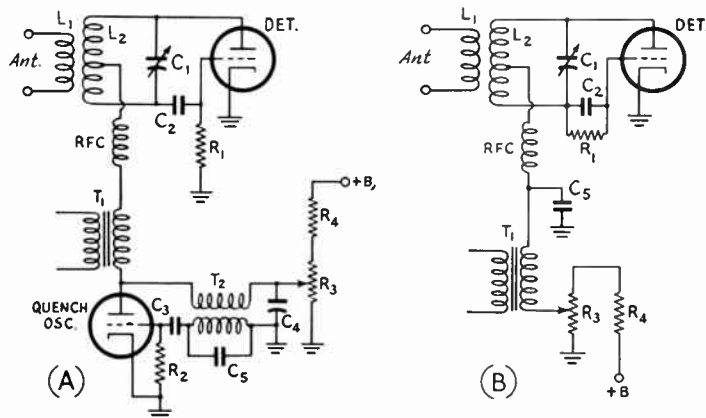 L1
L2
DET.
Ant.
C1
C2
R1
RFC
T1
+B,
R4
R3
T2
C4
QUENCH
OSC.
C3
R2
C5
(A)
L1
L2
DET.
Ant
C1
C2
R1
RFC
C5
T1
R3
R4
+B
(B)